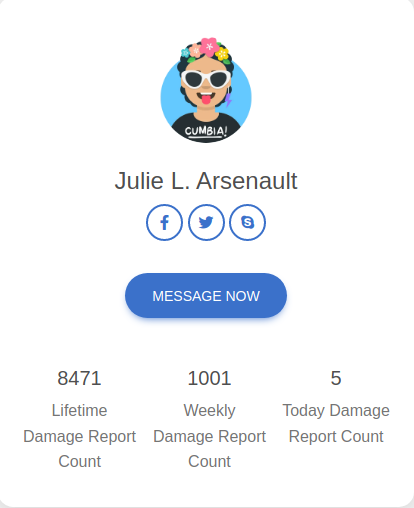 CUMBIA!
Julie L. Arsenault
MESSAGE NOW
8471
Lifetime
Damage Report
Count
1001
Weekly
Damage Report
Count
5
Today Damage
Report Count